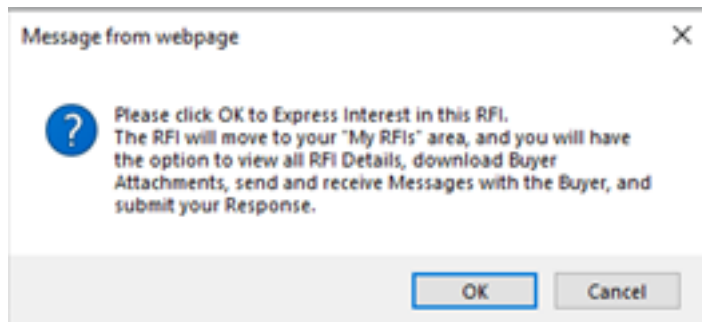 Message from webpage
?
Please click OK to Express Interest in this RFI.
The RFI will move to your "My RFIs" area, and you will have
the option to view all RFI Details, download Buyer
Attachments, send and receive Messages with the Buyer, and
submit your Response.
OK
Cancel